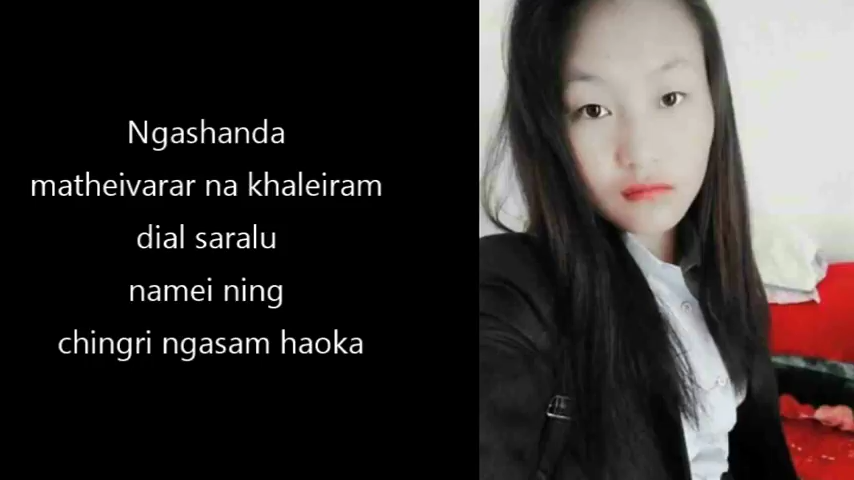 Ngashanda
matheivarar na khaleiram
dial saralu
namei ning
chingri ngasam haoka